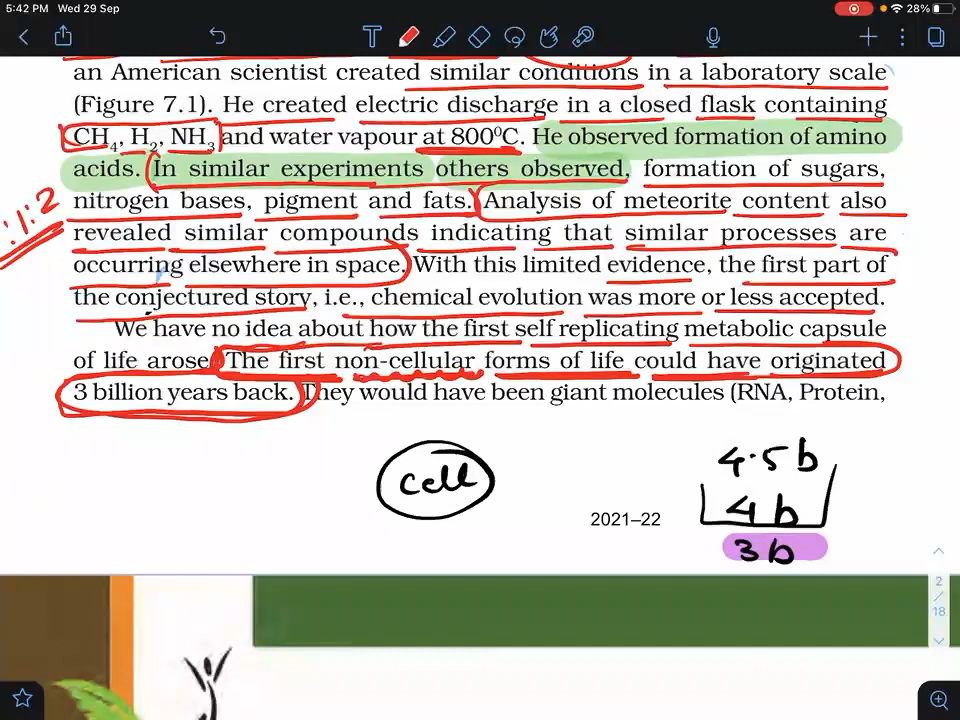 5:42 PM Wed 29 Sep
28%
an American scientist created similar conditions in a laboratory scale
(Figure 7.1). He created electric discharge in a closed flask containing
CH4, H2, NH3 and water vapour at 800⁰C. He observed formation of amino
acids. In similar experiments others observed, formation of sugars,
nitrogen bases, pigment and fats. Analysis of meteorite content also
:1:2
revealed similar compounds indicating that similar processes are
occurring elsewhere in space. With this limited evidence, the first part of
the conjectured story, i.e., chemical evolution was more or less accepted.
We have no idea about how the first self replicating metabolic capsule
of life arose. The first non-cellular forms of life could have originated
3 billion years back. They would have been giant molecules (RNA, Protein,
cell
4.5 b
4 b
2021–22
3 b
2
/
18